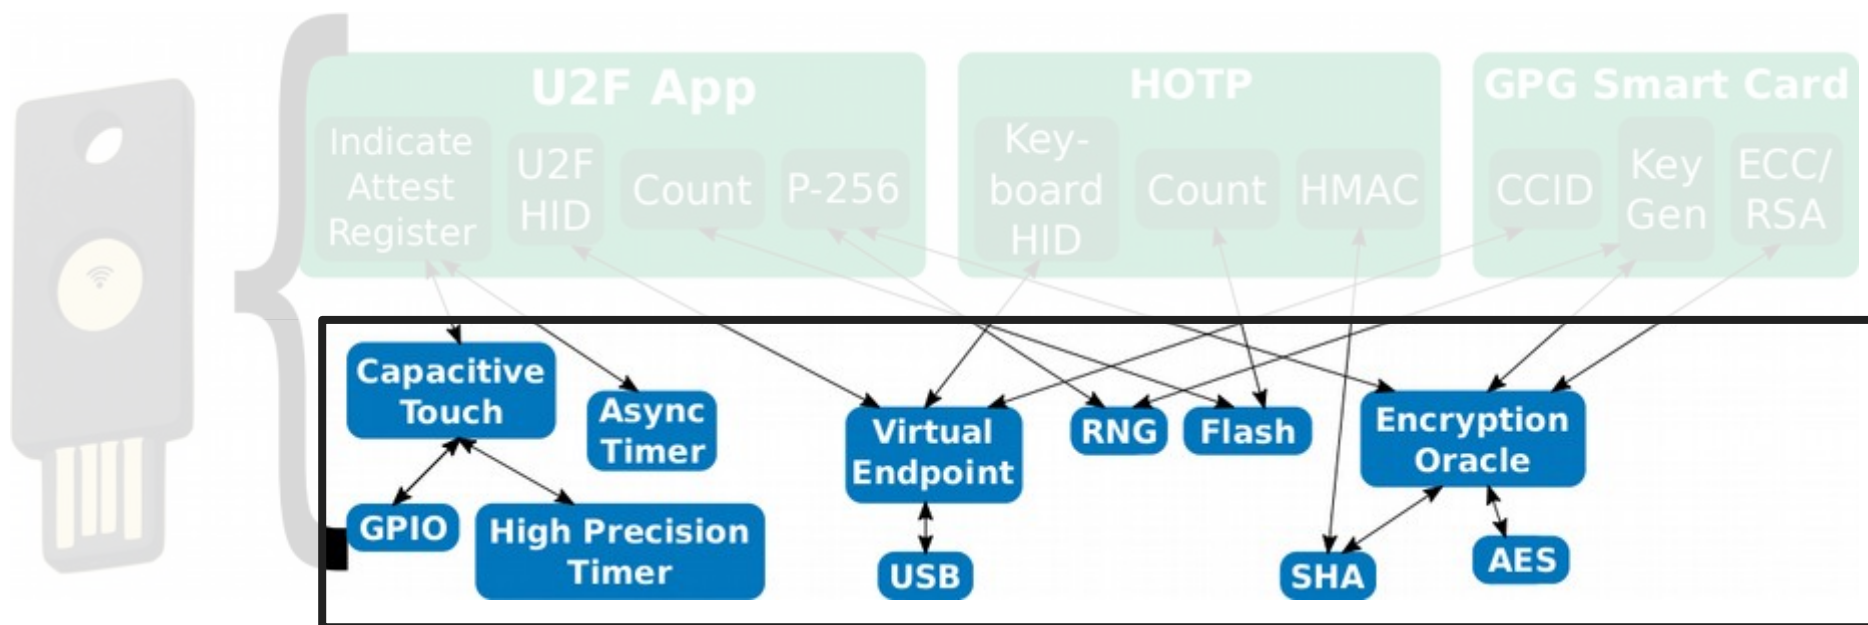 U2F App
HOTP
GPG Smart Card
Indicate
Attest
Register
U2F
HID
Count
P-256
Key-
board
HID
Count
HMAC
CCID
Key
Gen
ECC/
RSA
Capacitive
Touch
Async
Timer
Virtual
Endpoint
RNG
Flash
Encryption
Oracle
GPIO
High Precision
Timer
USB
SHA
AES